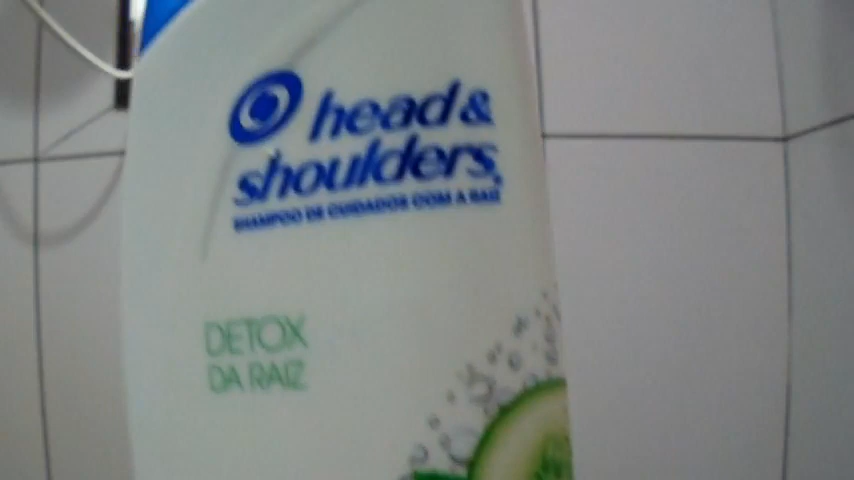 head&
shoulders
SHAMPOO DE CUIDADOS COM A RAIZ
DETOX
DA RAIZ